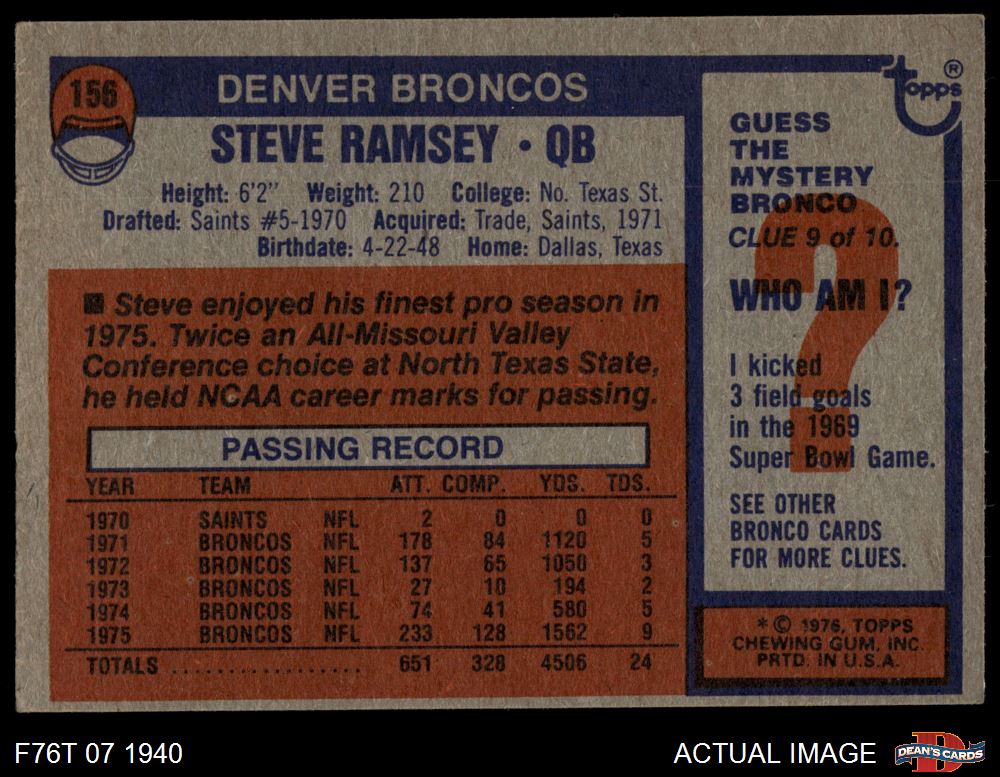 156
DENVER BRONCOS
STEVE RAMSEY • QB
Height: 6'2" Weight: 210 College: No. Texas St.
Drafted: Saints #5-1970 Acquired: Trade, Saints, 1971
Birthdate: 4-22-48 Home: Dallas, Texas
Steve enjoyed his finest pro season in
1975. Twice an All-Missouri Valley
Conference choice at North Texas State,
he held NCAA career marks for passing.
PASSING RECORD
YEAR TEAM ATT. COMP. YDS. TDS.
1970 SAINTS NFL 2 0 0 0
1971 BRONCOS NFL 178 84 1120 5
1972 BRONCOS NFL 137 65 1050 3
1973 BRONCOS NFL 27 10 194 2
1974 BRONCOS NFL 74 41 580 5
1975 BRONCOS NFL 233 128 1562 9
TOTALS .................. 651 328 4506 24
topps ®
GUESS
THE
MYSTERY
BRONCO
CLUE 9 of 10.
?
WHO AM I?
I kicked
3 field goals
in the 1969
Super Bowl Game.
SEE OTHER
BRONCO CARDS
FOR MORE CLUES.
* © 1976, TOPPS
CHEWING GUM, INC.
PRTD. IN U.S.A.
F76T 07 1940
ACTUAL IMAGE
D
DEAN'S CARDS